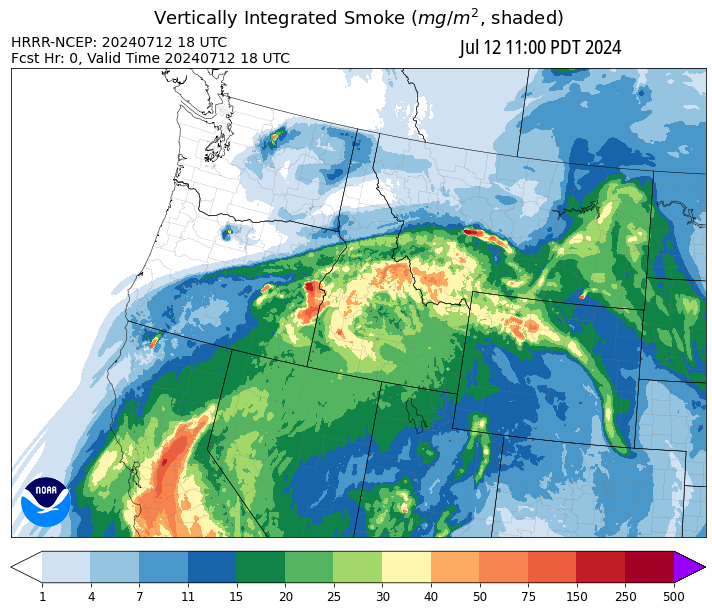 Vertically Integrated Smoke (mg/m², shaded)
HRRR-NCEP: 20240712 18 UTC
Jul 12 11:00 PDT 2024
Fcst Hr: 0, Valid Time 20240712 18 UTC
NOAA
1 4 7 11 15 20 25 30 40 50 75 150 250 500